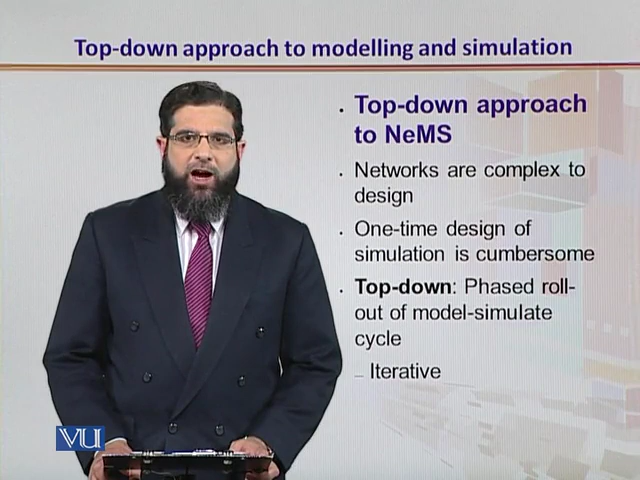 Top-down approach to modelling and simulation
Top-down approach
to NeMS
Networks are complex to
design
One-time design of
simulation is cumbersome
Top-down: Phased roll-
out of model-simulate
cycle
– Iterative
VU